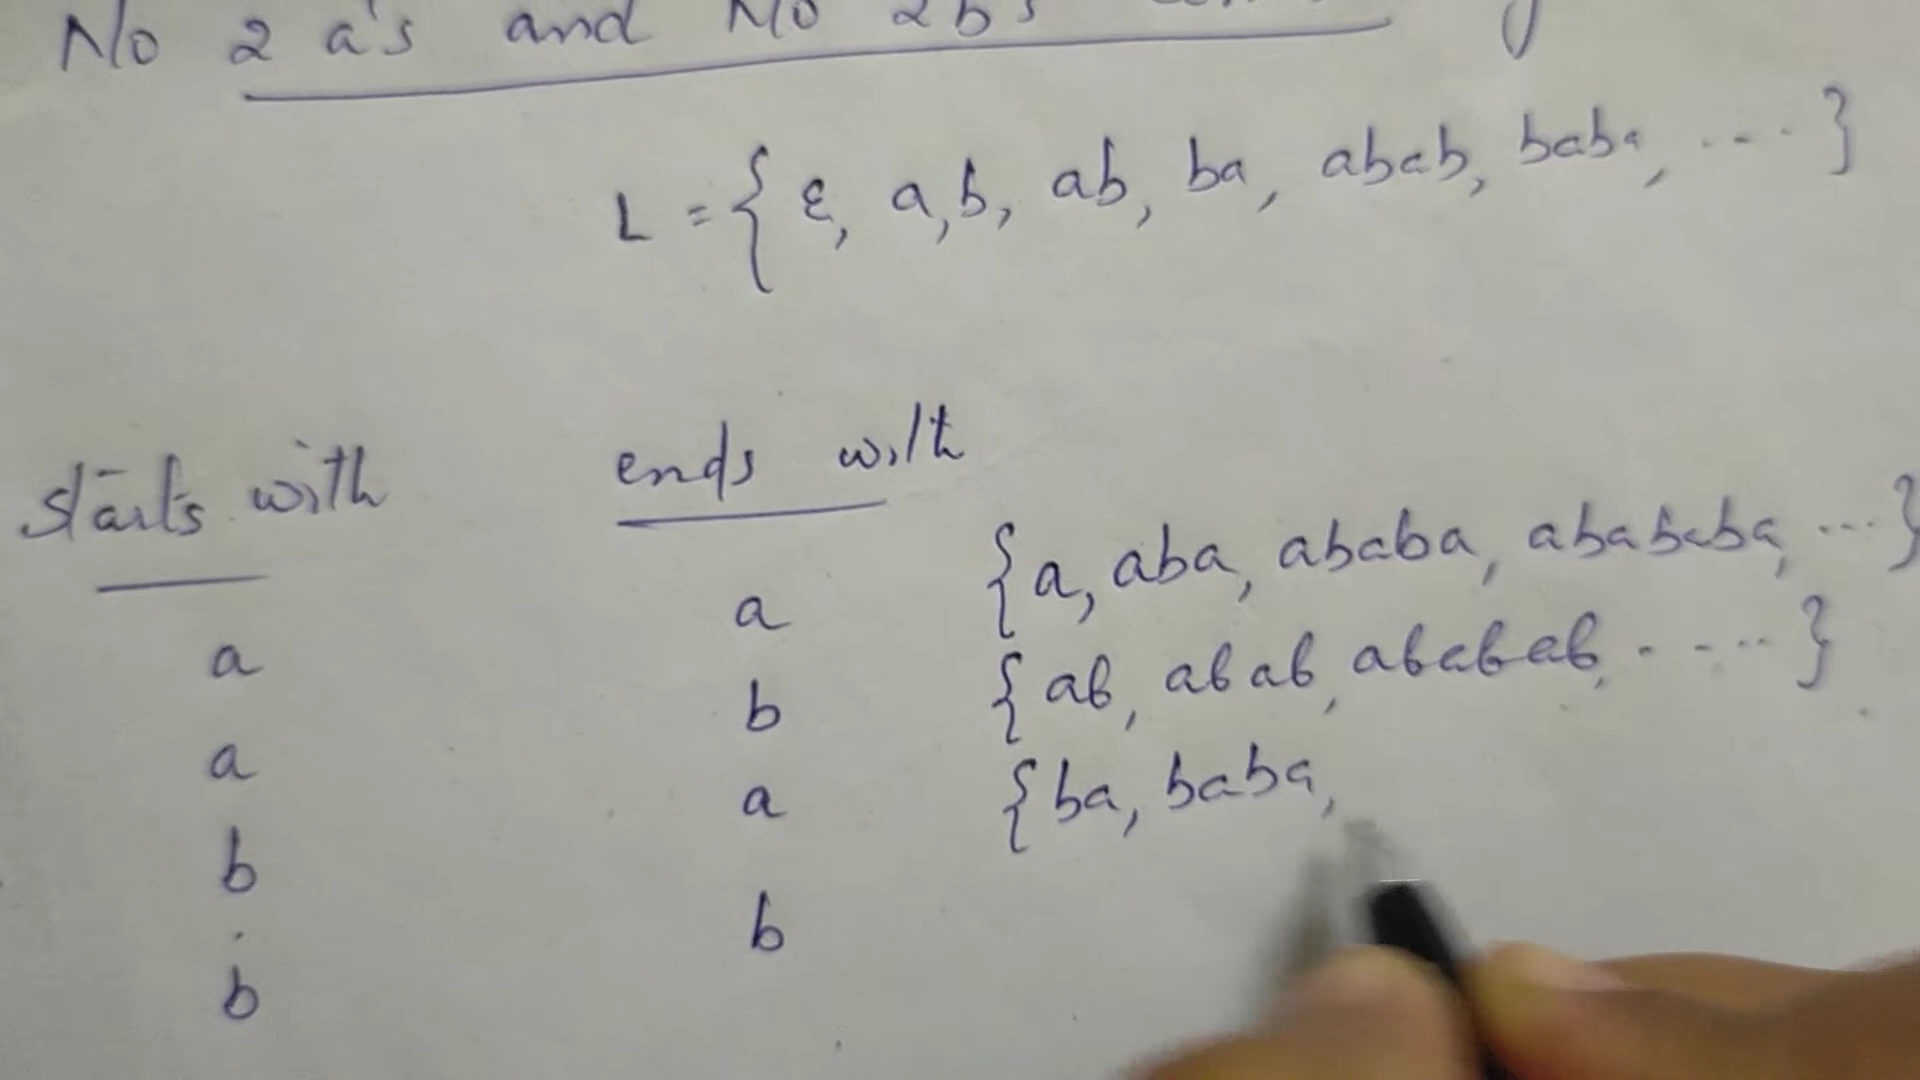 No 2 a's and No 2 b's
L = { ε, a, b, ab, ba, abab, baba, ---- }
starts with ends with
a a { a, aba, ababa, abababa, ... }
a b { ab, abab, ababab, ----- }
b a { ba, baba,
b b